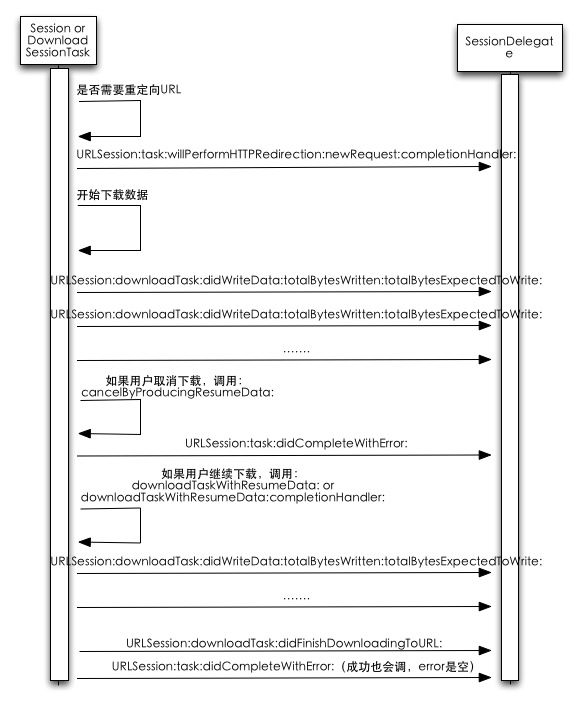 Session or
Download
SessionTask
SessionDelegat
e
是否需要重定向URL
URLSession:task:willPerformHTTPRedirection:newRequest:completionHandler:
开始下载数据
URLSession:downloadTask:didWriteData:totalBytesWritten:totalBytesExpectedToWrite:
URLSession:downloadTask:didWriteData:totalBytesWritten:totalBytesExpectedToWrite:
.......
如果用户取消下载，调用：
cancelByProducingResumeData:
URLSession:task:didCompleteWithError:
如果用户继续下载，调用：
downloadTaskWithResumeData: or
downloadTaskWithResumeData:completionHandler:
URLSession:downloadTask:didWriteData:totalBytesWritten:totalBytesExpectedToWrite:
.......
URLSession:downloadTask:didFinishDownloadingToURL:
URLSession:task:didCompleteWithError:（成功也会调，error是空）